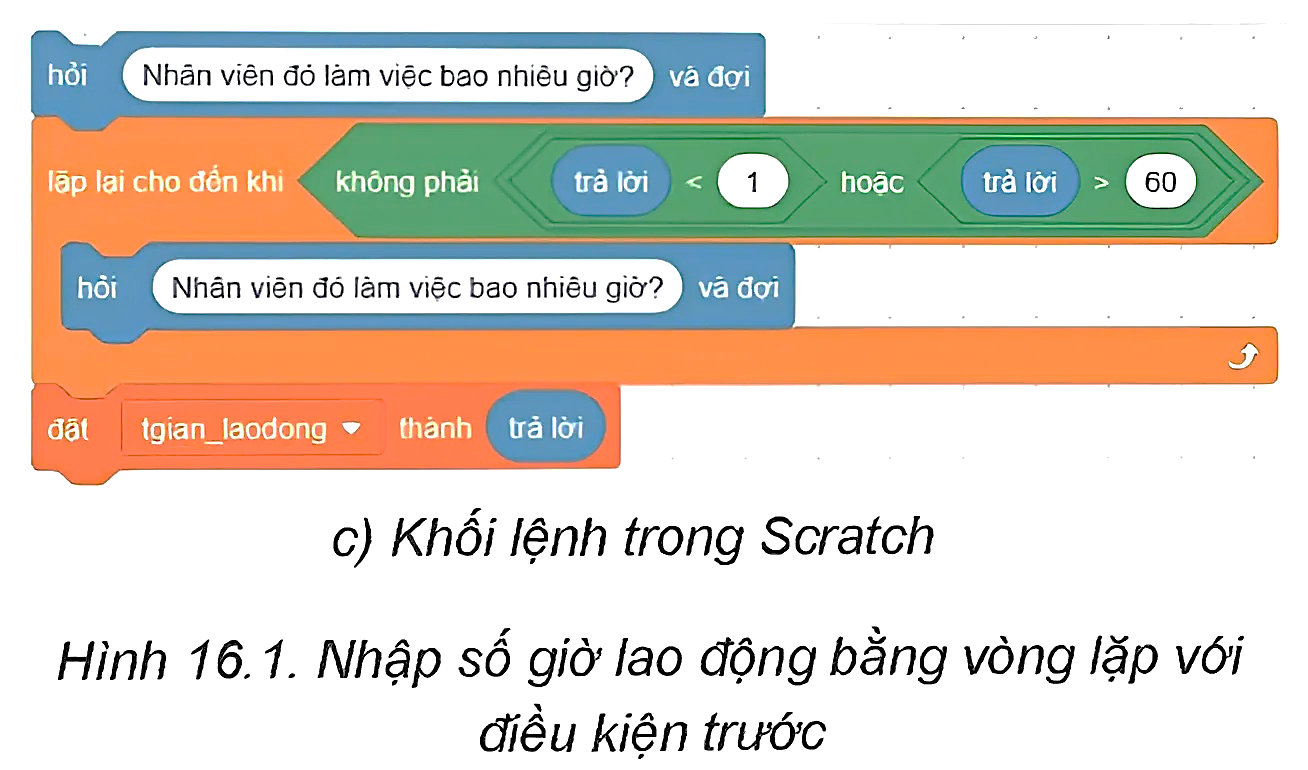 hỏi Nhân viên đó làm việc bao nhiêu giờ? và đợi
lặp lại cho đến khi không phải trả lời < 1 hoặc trả lời > 60
hỏi Nhân viên đó làm việc bao nhiêu giờ? và đợi
đặt tgian_laodong thành trả lời
c) Khối lệnh trong Scratch
Hình 16.1. Nhập số giờ lao động bằng vòng lặp với
điều kiện trước